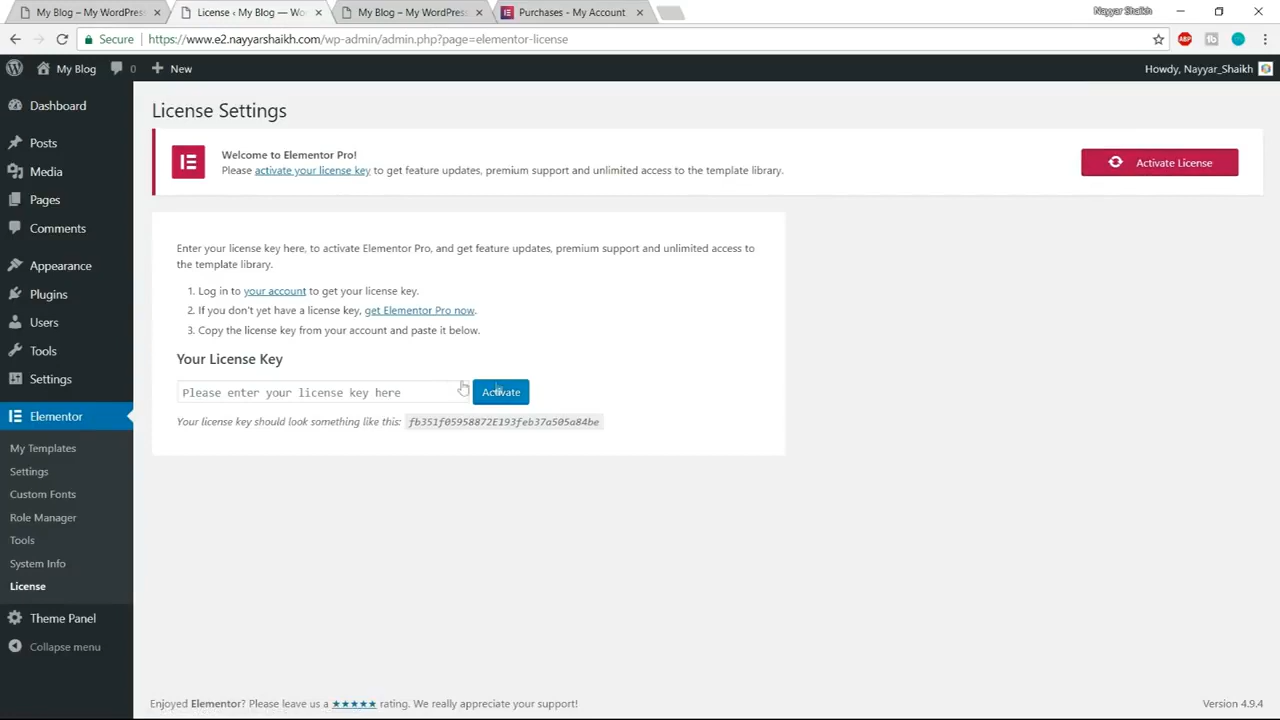 My Blog – My WordPress
License ‹ My Blog — Wo
My Blog – My WordPress
Purchases - My Account
Nayyar Shaikh
Secure
https://www.e2.nayyarshaikh.com/wp-admin/admin.php?page=elementor-license
ABP
fb
My Blog
0
New
Howdy, Nayyar_Shaikh
Dashboard
Posts
Media
Pages
Comments
Appearance
Plugins
Users
Tools
Settings
Elementor
My Templates
Settings
Custom Fonts
Role Manager
Tools
System Info
License
Theme Panel
Collapse menu
License Settings
Welcome to Elementor Pro!
Please activate your license key to get feature updates, premium support and unlimited access to the template library.
Activate License
Enter your license key here, to activate Elementor Pro, and get feature updates, premium support and unlimited access to
the template library.
1. Log in to your account to get your license key.
2. If you don't yet have a license key, get Elementor Pro now.
3. Copy the license key from your account and paste it below.
Your License Key
Please enter your license key here
Activate
Your license key should look something like this: fb351f05958872E193feb37a505a84be
Enjoyed Elementor? Please leave us a ★★★★★ rating. We really appreciate your support!
Version 4.9.4